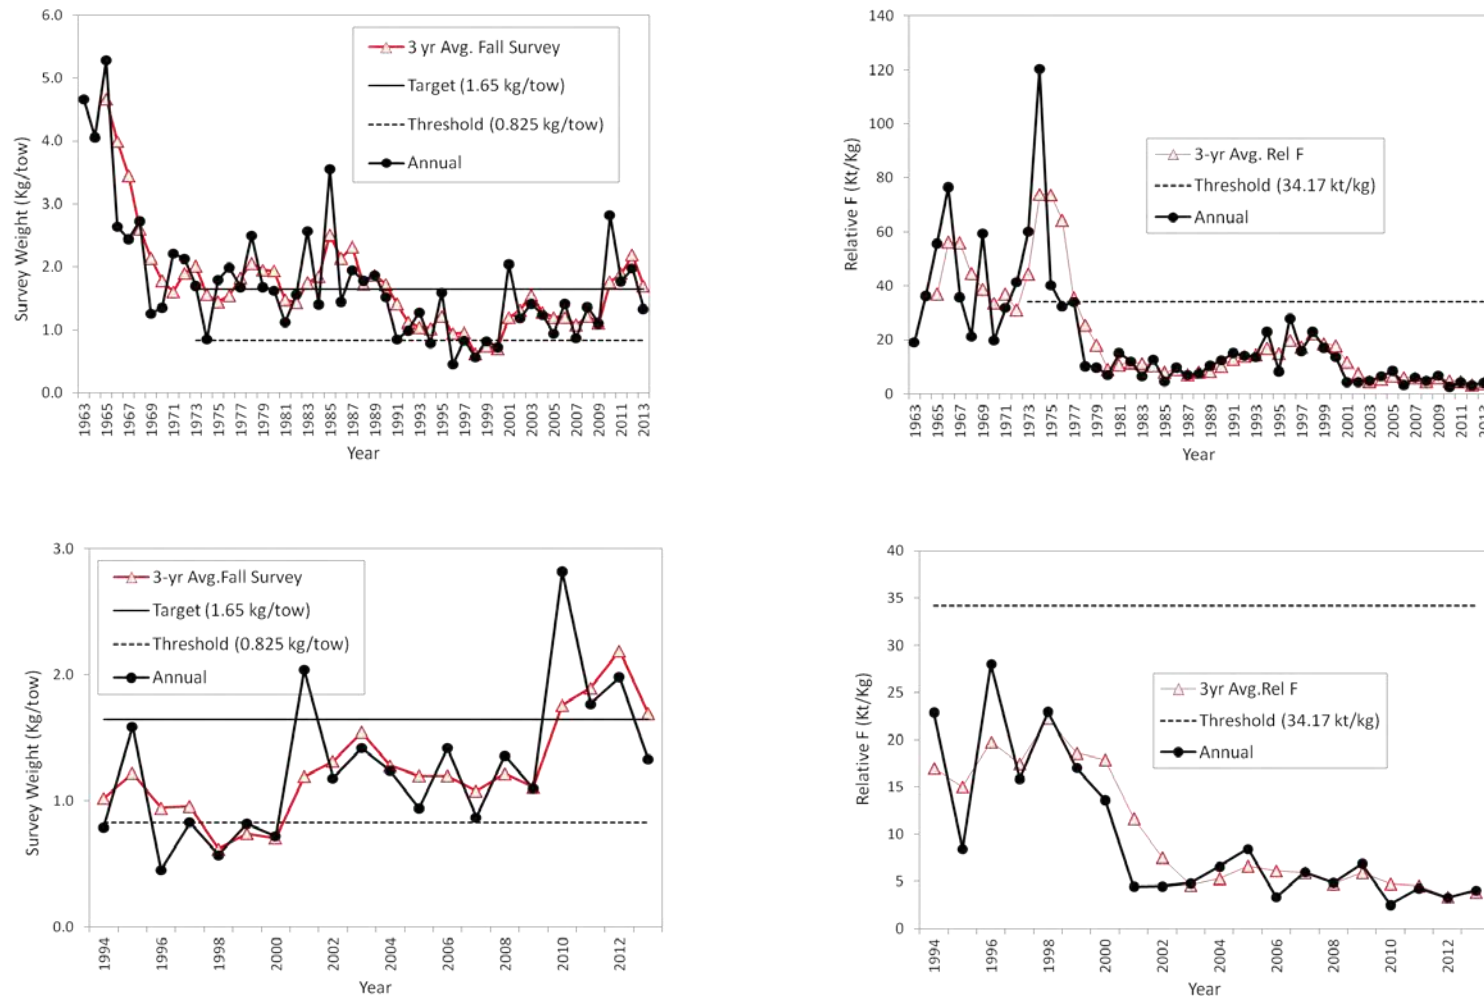 6.0
5.0
4.0
3.0
2.0
1.0
0.0
Survey Weight (Kg/tow)
3 yr Avg. Fall Survey
Target (1.65 kg/tow)
Threshold (0.825 kg/tow)
Annual
1963 1965 1967 1969 1971 1973 1975 1977 1979 1981 1983 1985 1987 1989 1991 1993 1995 1997 1999 2001 2003 2005 2007 2009 2011 2013
Year
140
120
100
80
60
40
20
0
Relative F (Kt/Kg)
3-yr Avg. Rel F
Threshold (34.17 kt/kg)
Annual
1963 1965 1967 1969 1971 1973 1975 1977 1979 1981 1983 1985 1987 1989 1991 1993 1995 1997 1999 2001 2003 2005 2007 2009 2011
Year
3.0
2.0
1.0
0.0
Survey Weight (Kg/tow)
3-yr Avg.Fall Survey
Target (1.65 kg/tow)
Threshold (0.825 kg/tow)
Annual
1994 1996 1998 2000 2002 2004 2006 2008 2010 2012
Year
40
35
30
25
20
15
10
5
0
Relative F (Kt/Kg)
3yr Avg.Rel F
Threshold (34.17 kt/kg)
Annual
1994 1996 1998 2000 2002 2004 2006 2008 2010 2012
Year